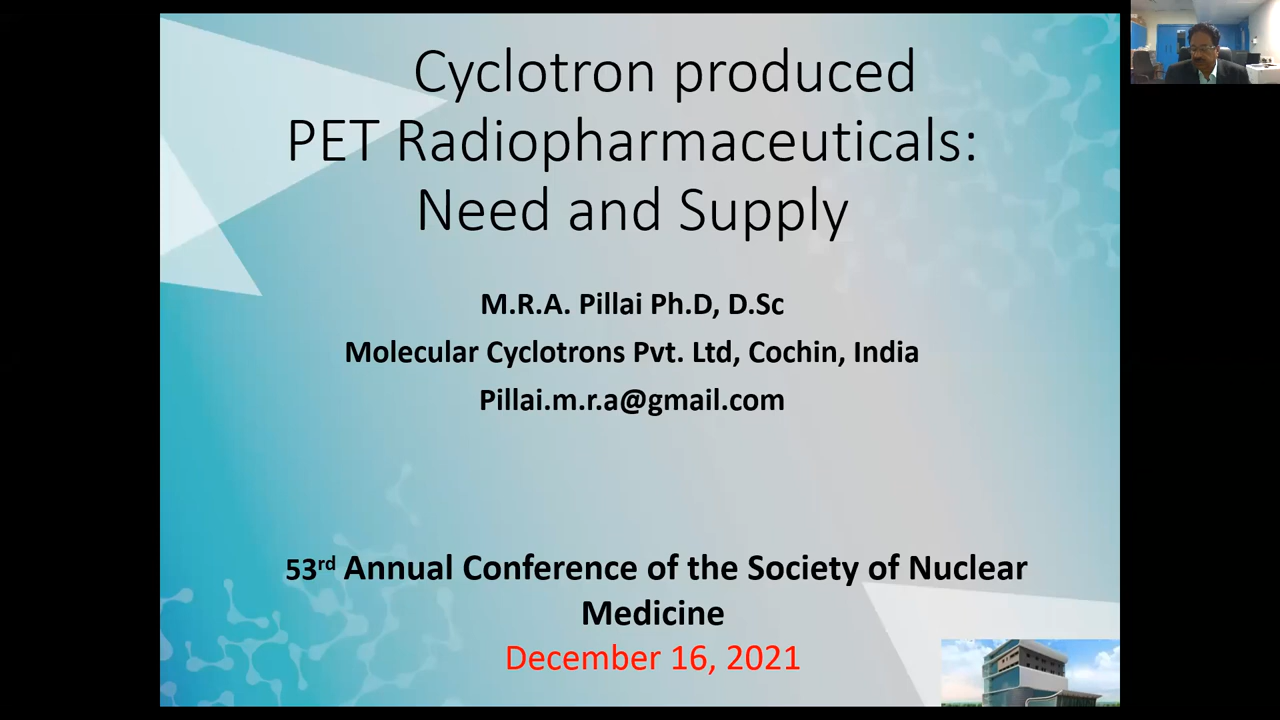 Cyclotron produced
PET Radiopharmaceuticals:
Need and Supply
M.R.A. Pillai Ph.D, D.Sc
Molecular Cyclotrons Pvt. Ltd, Cochin, India
Pillai.m.r.a@gmail.com
53rd Annual Conference of the Society of Nuclear
Medicine
December 16, 2021